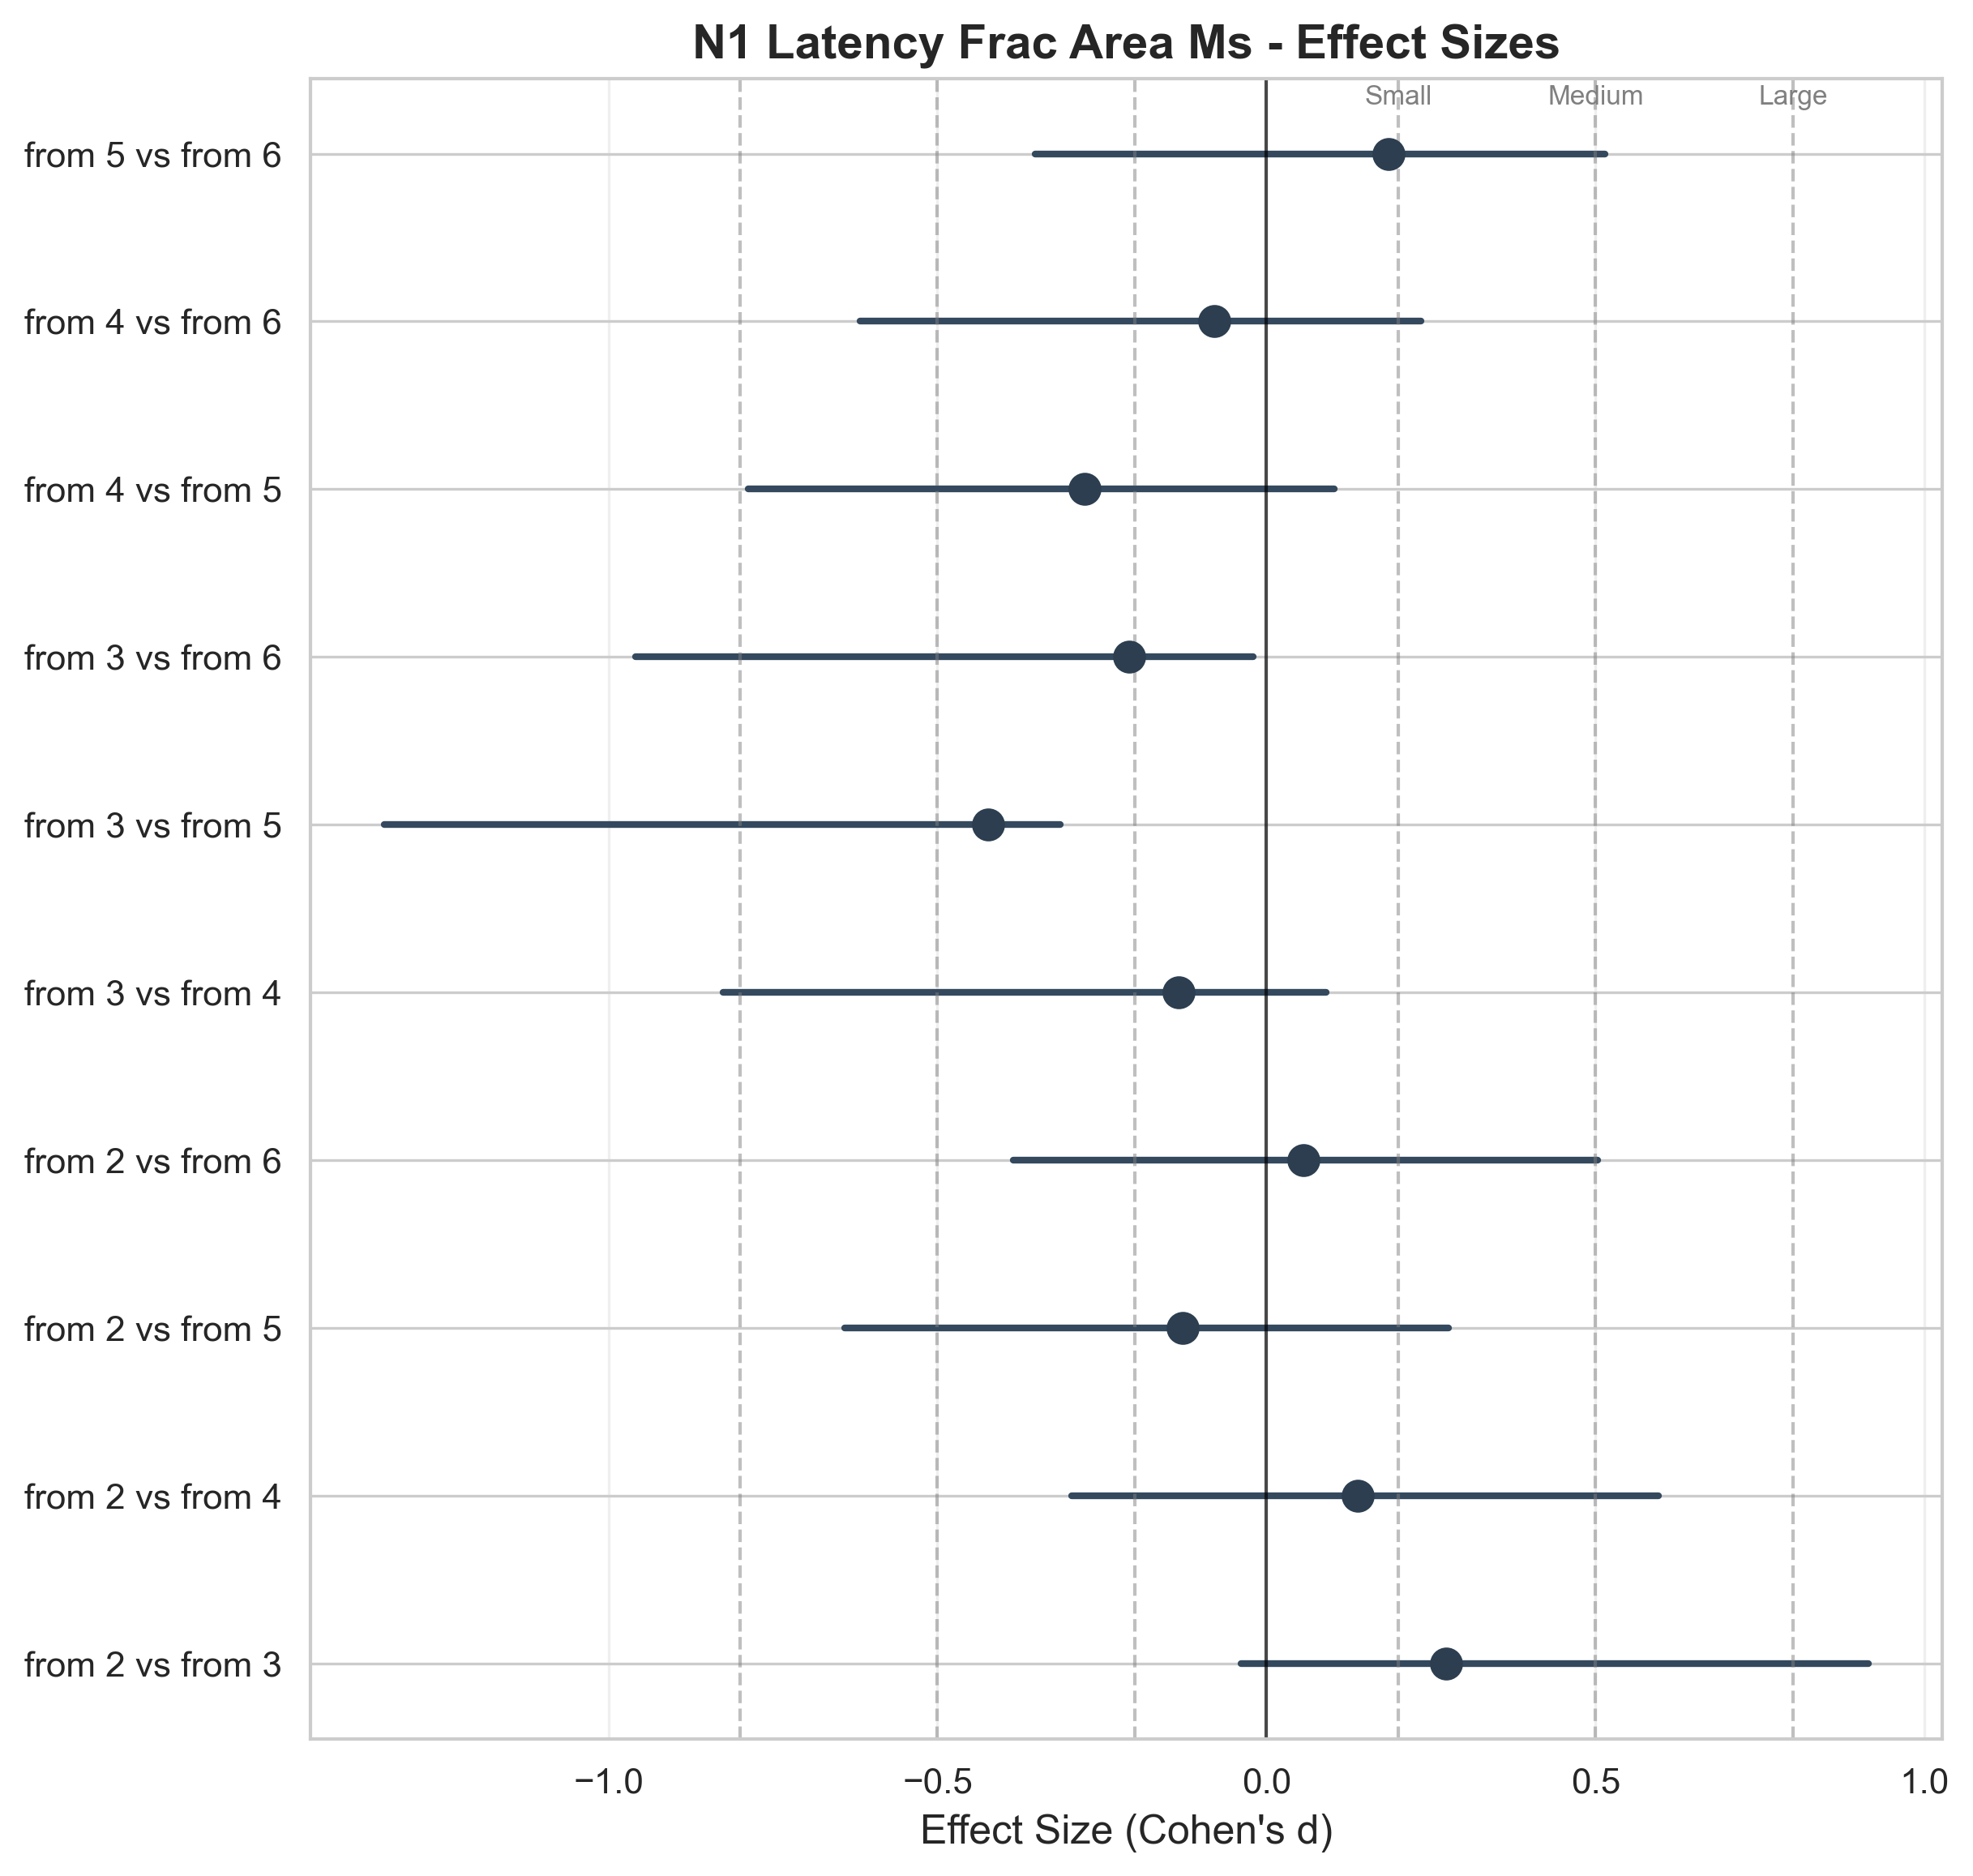 N1 Latency Frac Area Ms - Effect Sizes
Small Medium Large
from 5 vs from 6
from 4 vs from 6
from 4 vs from 5
from 3 vs from 6
from 3 vs from 5
from 3 vs from 4
from 2 vs from 6
from 2 vs from 5
from 2 vs from 4
from 2 vs from 3
−1.0 −0.5 0.0 0.5 1.0
Effect Size (Cohen's d)